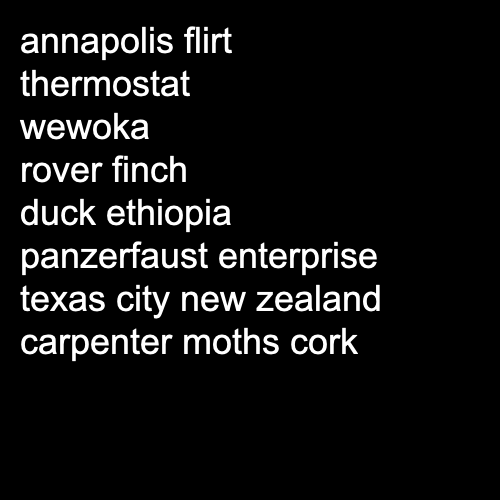 annapolis flirt
thermostat
wewoka
rover finch
duck ethiopia
panzerfaust enterprise
texas city new zealand
carpenter moths cork